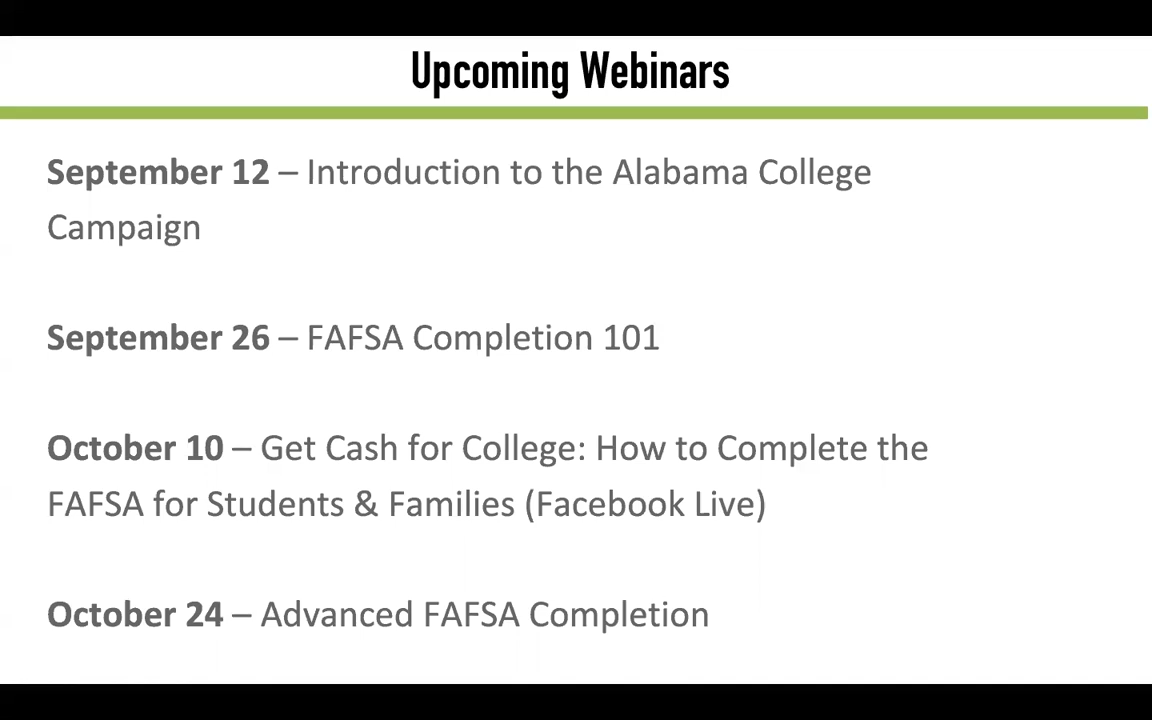 Upcoming Webinars
September 12 – Introduction to the Alabama College
Campaign
September 26 – FAFSA Completion 101
October 10 – Get Cash for College: How to Complete the
FAFSA for Students & Families (Facebook Live)
October 24 – Advanced FAFSA Completion